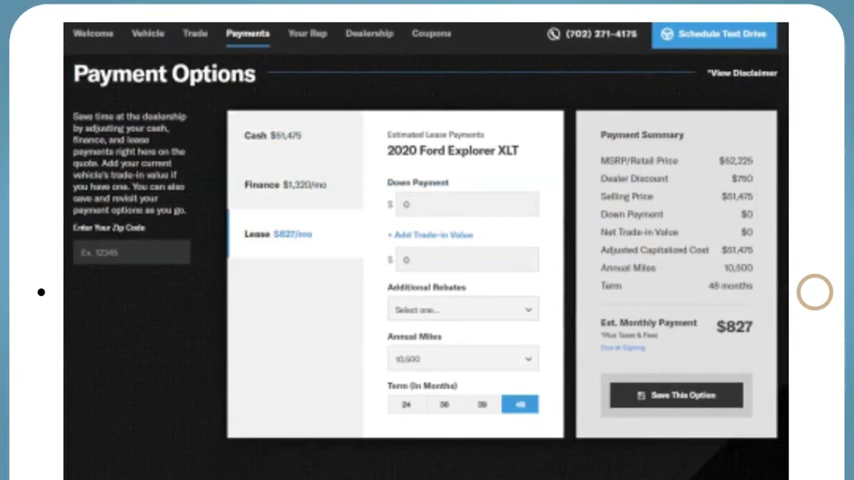 Welcome Vehicle Trade Payments Your Rep Dealership Coupons (702) 271-4175 Schedule Test Drive
Payment Options
*View Disclaimer
Save time at the dealership
by adjusting your cash,
finance, and lease
payments right here on the
quote. Add your current
vehicle's trade-in value if
you have one. You can also
save and revisit your
payment options as you go.
Enter Your Zip Code
Ex. 12345
Cash $51,475
Finance $1,320/mo
Lease $827/mo
Estimated Lease Payments
2020 Ford Explorer XLT
Down Payment
$ 0
+ Add Trade-in Value
$ 0
Additional Rebates
Select one...
Annual Miles
10,500
Term (In Months)
24 36 39 48
Payment Summary
MSRP/Retail Price $52,225
Dealer Discount $750
Selling Price $51,475
Down Payment $0
Net Trade-in Value $0
Adjusted Capitalized Cost $51,475
Annual Miles 10,500
Term 48 months
Est. Monthly Payment $827
*Plus Taxes & Fees
Due at Signing
Save This Option